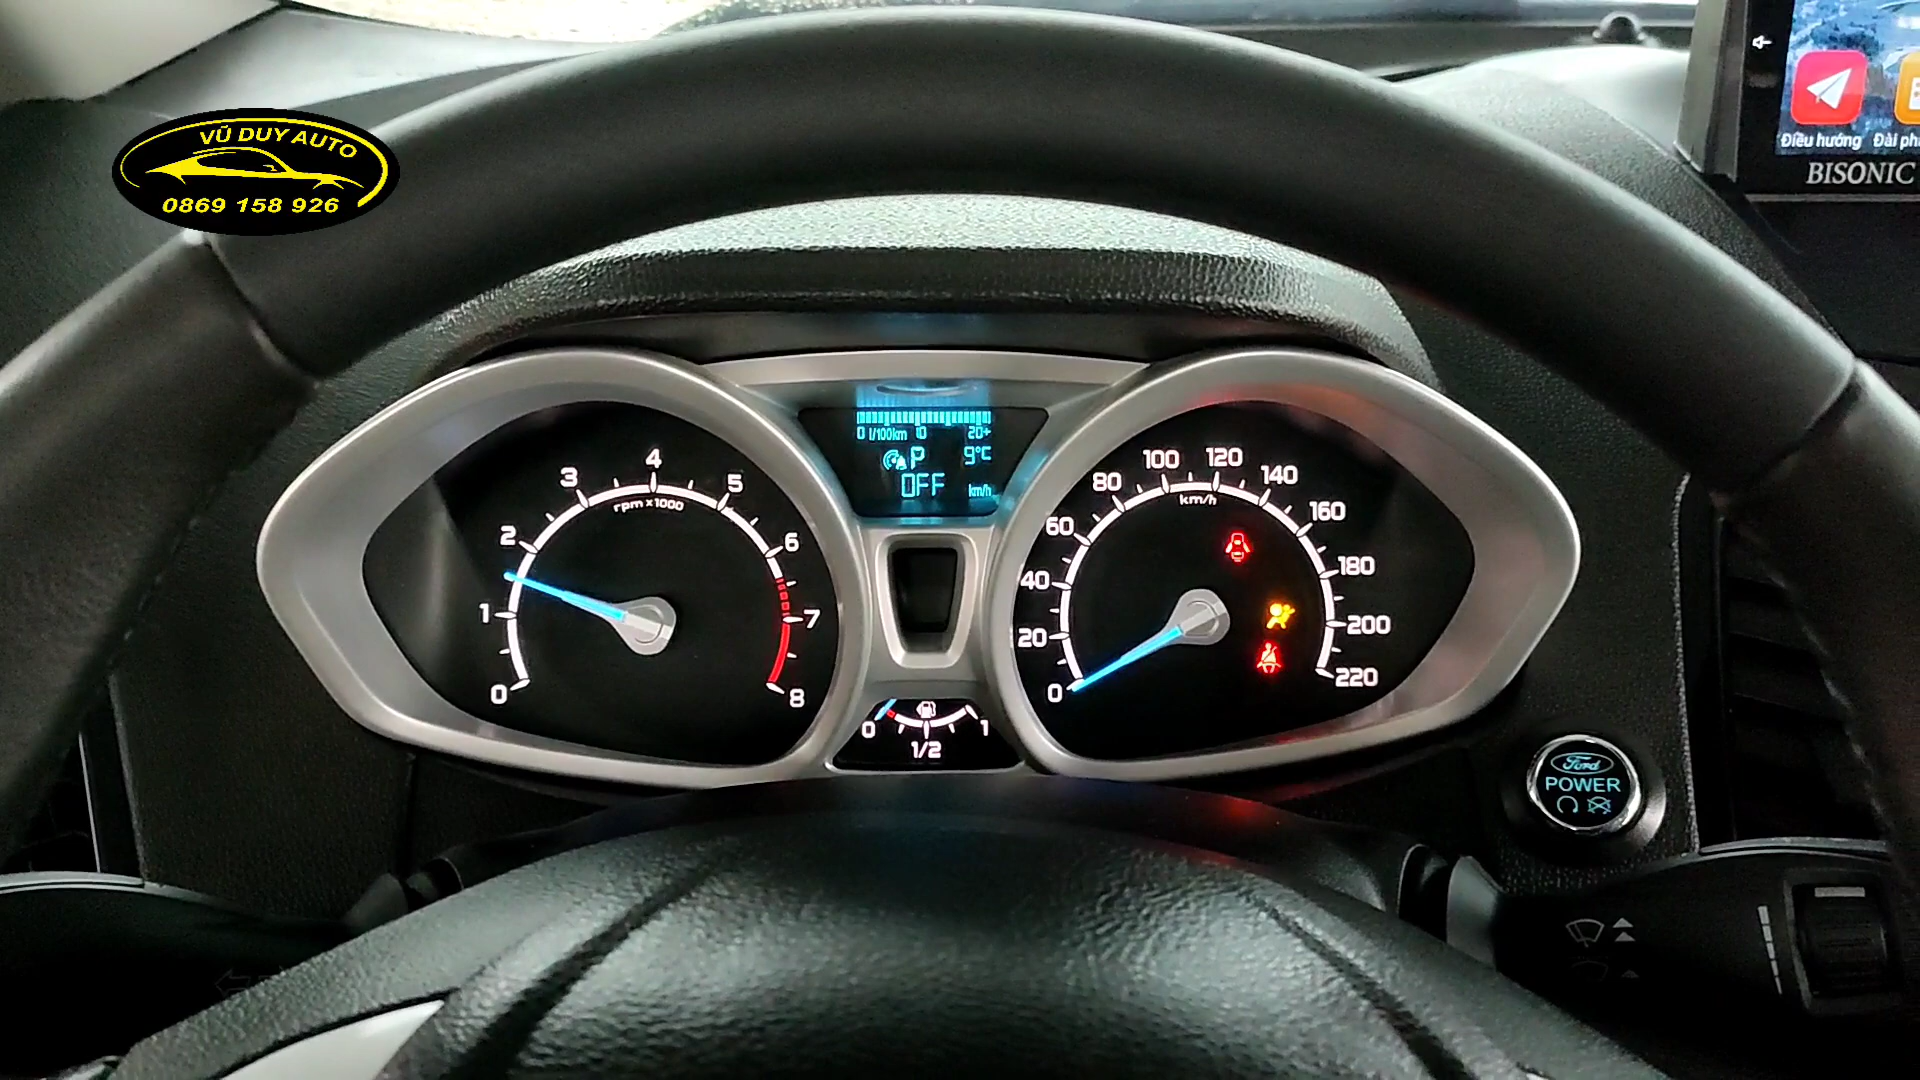 VŨ DUY AUTO
0869 158 926
Điều hướng
BISONIC
0 l/100km 10 20+
P 9°C
OFF km/h
0 1 2 3 4 5 6 7 8
rpm x 1000
0 20 40 60 80 100 120 140 160 180 200 220
km/h
0 1/2 1
Ford
POWER